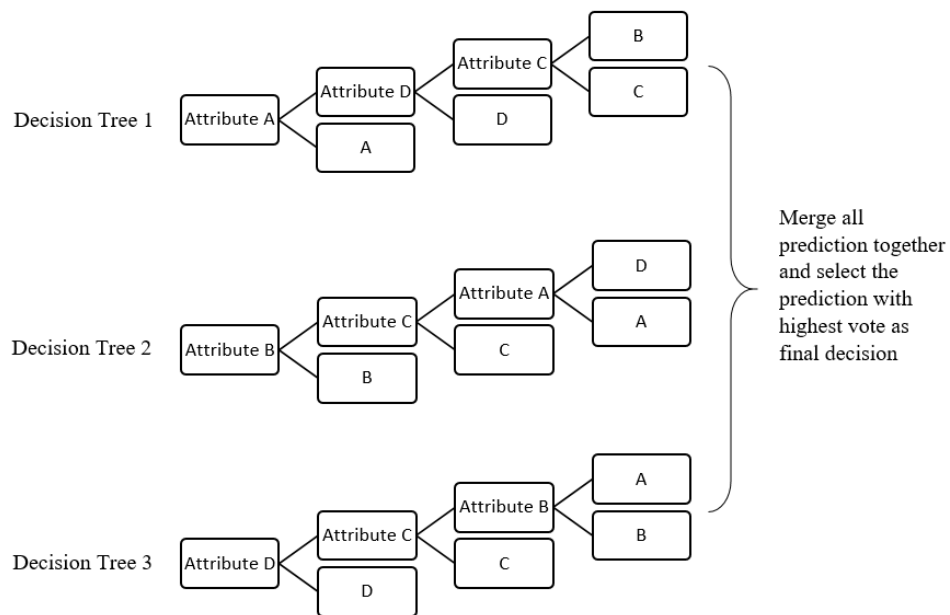 B
Attribute C
Attribute D
C
Decision Tree 1
Attribute A
D
A
Merge all
prediction together
and select the
prediction with
highest vote as
final decision
D
Attribute A
Attribute C
A
Decision Tree 2
Attribute B
C
B
A
Attribute B
Attribute C
B
Decision Tree 3
Attribute D
C
D